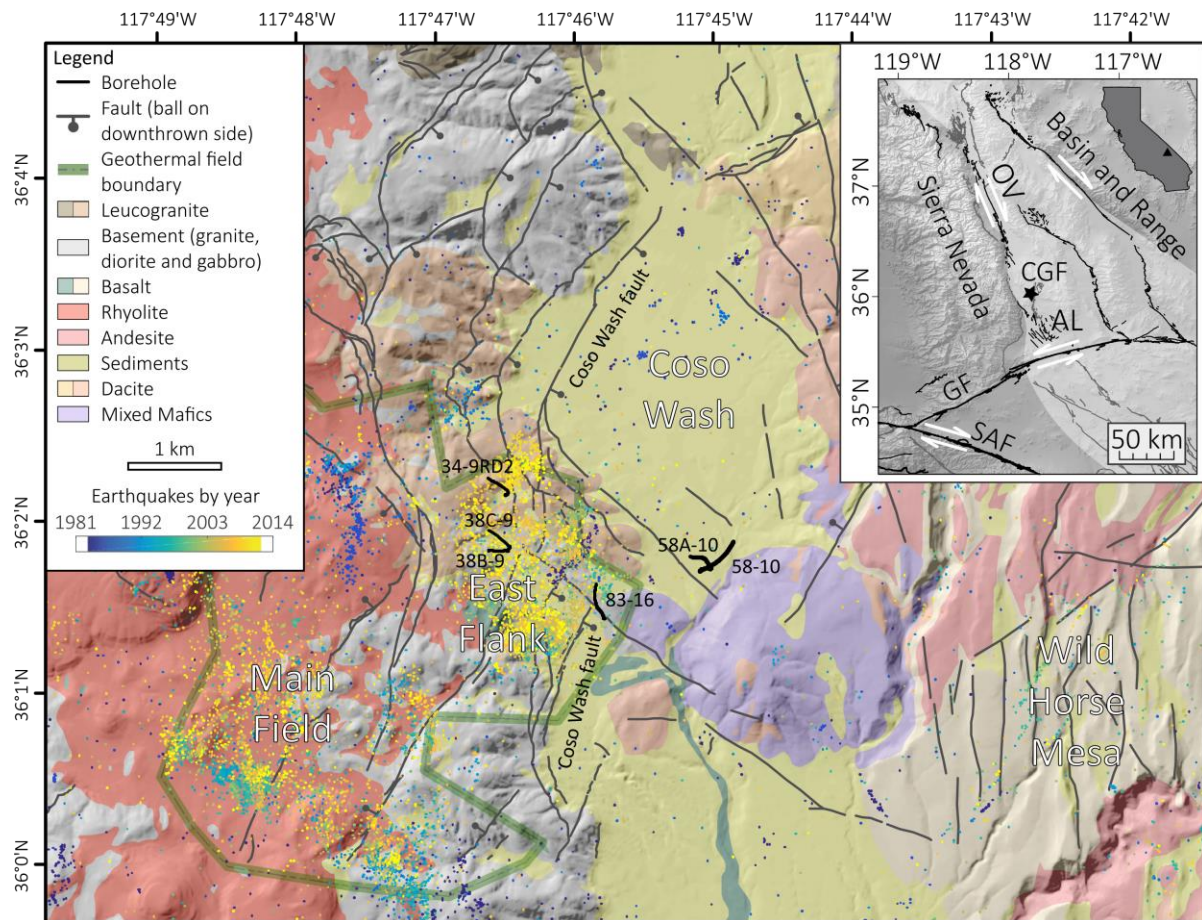 117°49'W
117°48'W
117°47'W
117°46'W
117°45'W
117°44'W
117°43'W
117°42'W
Legend
Borehole
Fault (ball on
downthrown side)
Geothermal field
boundary
Leucogranite
Basement (granite,
diorite and gabbro)
Basalt
Rhyolite
Andesite
Sediments
Dacite
Mixed Mafics
1 km
Earthquakes by year
1981 1992 2003 2014
36°4'N
36°3'N
36°2'N
36°1'N
36°0'N
119°W
118°W
117°W
37°N
36°N
35°N
Basin and Range
OV
Sierra Nevada
CGF
AL
GF
SAF
50 km
Coso Wash fault
Coso
Wash
34-9RD2
38C-9
38B-9
58A-10
58-10
83-16
East
Flank
Main
Field
Coso Wash fault
Wild
Horse
Mesa